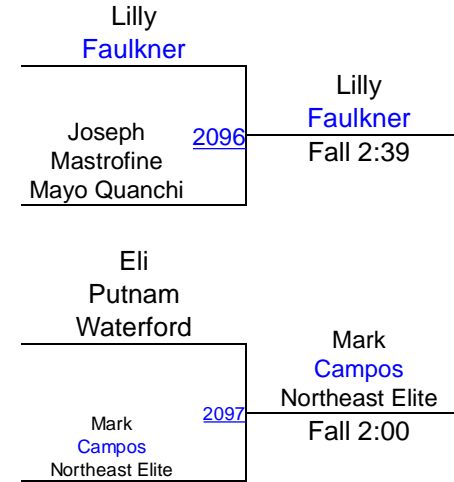 Lilly
Faulkner
Joseph
Mastrofine
Mayo Quanchi
2096
Lilly
Faulkner
Fall 2:39
Eli
Putnam
Waterford
Mark
Campos
Northeast Elite
2097
Mark
Campos
Northeast Elite
Fall 2:00